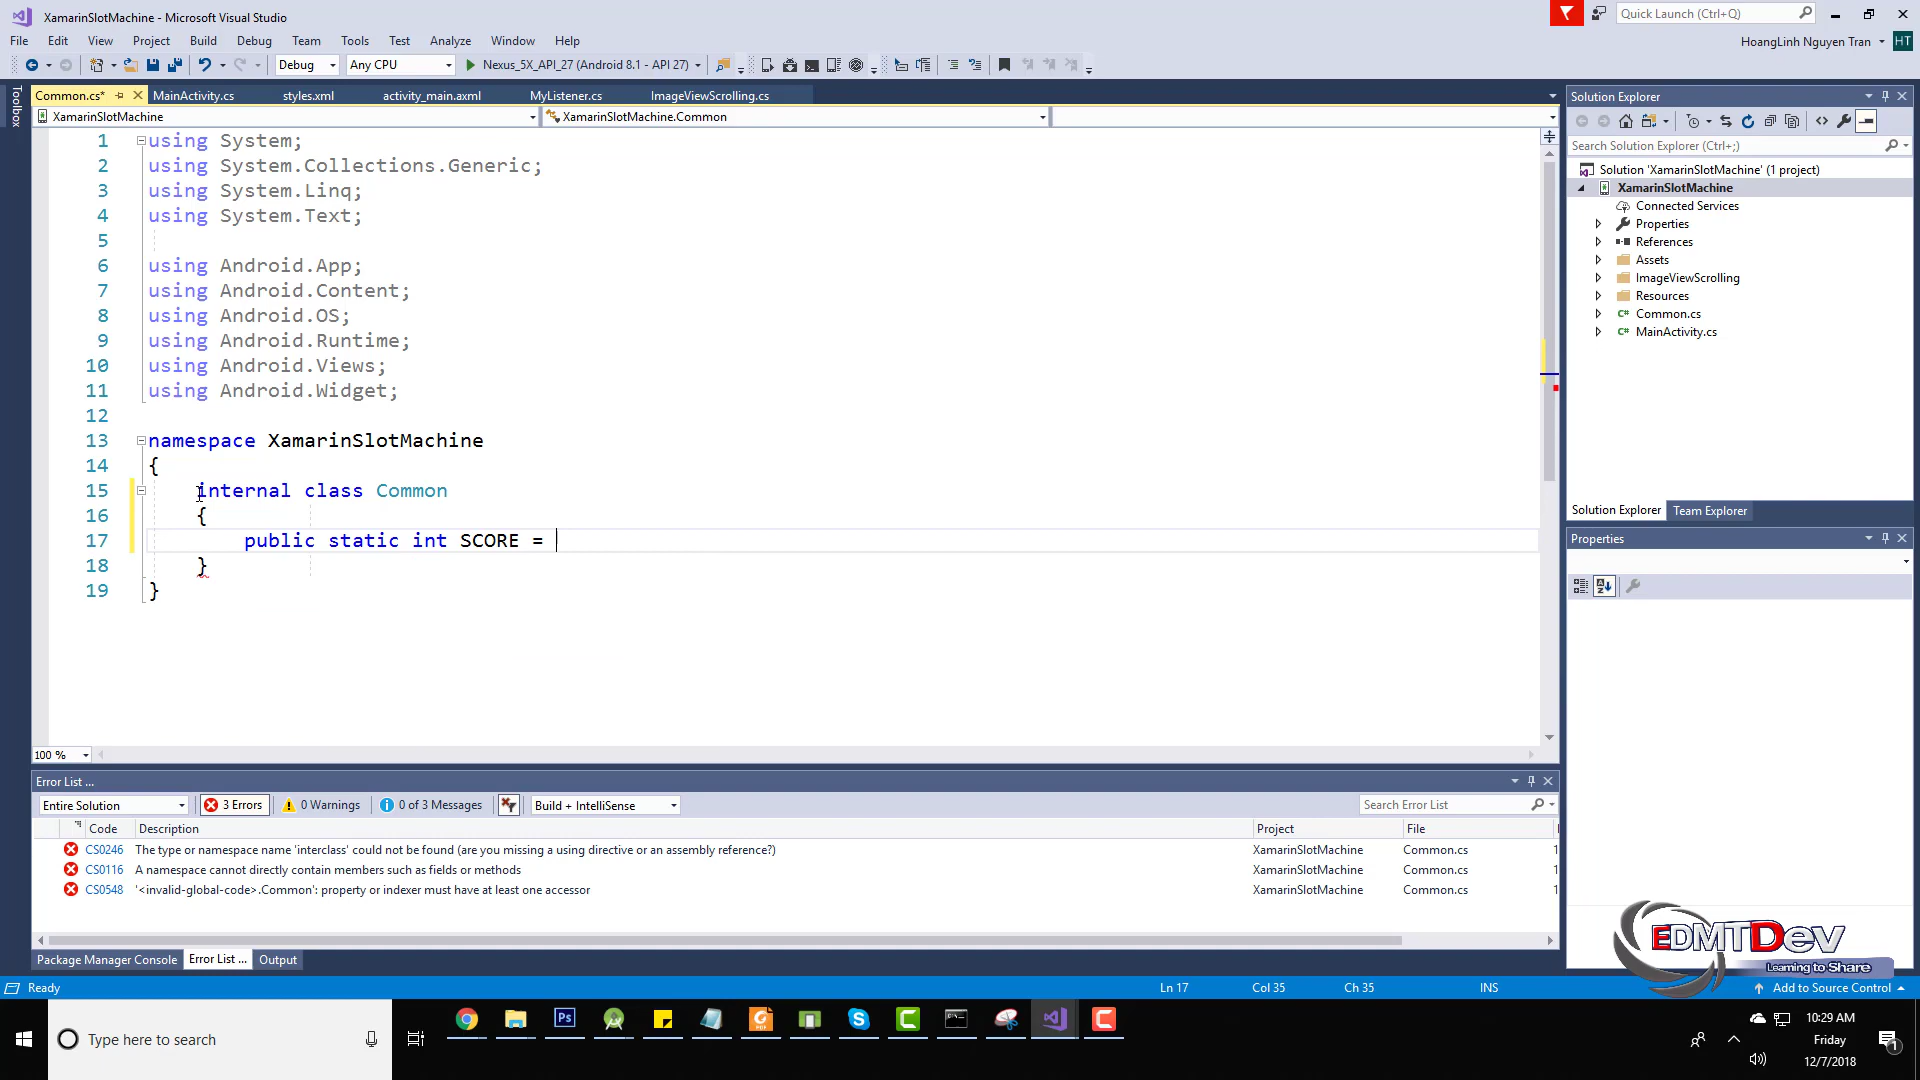 XamarinSlotMachine - Microsoft Visual Studio
Quick Launch (Ctrl+Q)
File Edit View Project Build Debug Team Tools Test Analyze Window Help
HoangLinh Nguyen Tran HT
Debug Any CPU Nexus_5X_API_27 (Android 8.1 - API 27)
Toolbox
Common.cs* MainActivity.cs styles.xml activity_main.axml MyListener.cs ImageViewScrolling.cs
XamarinSlotMachine XamarinSlotMachine.Common
1 using System;
2 using System.Collections.Generic;
3 using System.Linq;
4 using System.Text;
5
6 using Android.App;
7 using Android.Content;
8 using Android.OS;
9 using Android.Runtime;
10 using Android.Views;
11 using Android.Widget;
12
13 namespace XamarinSlotMachine
14 {
15 internal class Common
16 {
17 public static int SCORE =
18 }
19 }
100 %
Solution Explorer
Search Solution Explorer (Ctrl+;)
Solution 'XamarinSlotMachine' (1 project)
XamarinSlotMachine
Connected Services
Properties
References
Assets
ImageViewScrolling
Resources
C# Common.cs
C# MainActivity.cs
Solution Explorer Team Explorer
Properties
Error List ...
Entire Solution 3 Errors 0 Warnings 0 of 3 Messages Build + IntelliSense Search Error List
Code Description Project File
CS0246 The type or namespace name 'interclass' could not be found (are you missing a using directive or an assembly reference?) XamarinSlotMachine Common.cs 1
CS0116 A namespace cannot directly contain members such as fields or methods XamarinSlotMachine Common.cs 1
CS0548 '<invalid-global-code>.Common': property or indexer must have at least one accessor XamarinSlotMachine Common.cs 1
Package Manager Console Error List ... Output
EDMTDev
Learning to Share
Ready Ln 17 Col 35 Ch 35 INS Add to Source Control
Type here to search
10:29 AM
Friday
12/7/2018
1